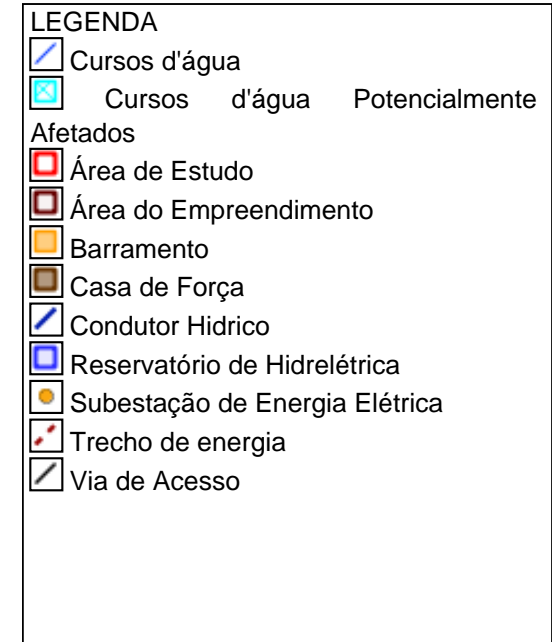 LEGENDA
Cursos d'água
Cursos d'água Potencialmente
Afetados
Área de Estudo
Área do Empreendimento
Barramento
Casa de Força
Condutor Hidrico
Reservatório de Hidrelétrica
Subestação de Energia Elétrica
Trecho de energia
Via de Acesso